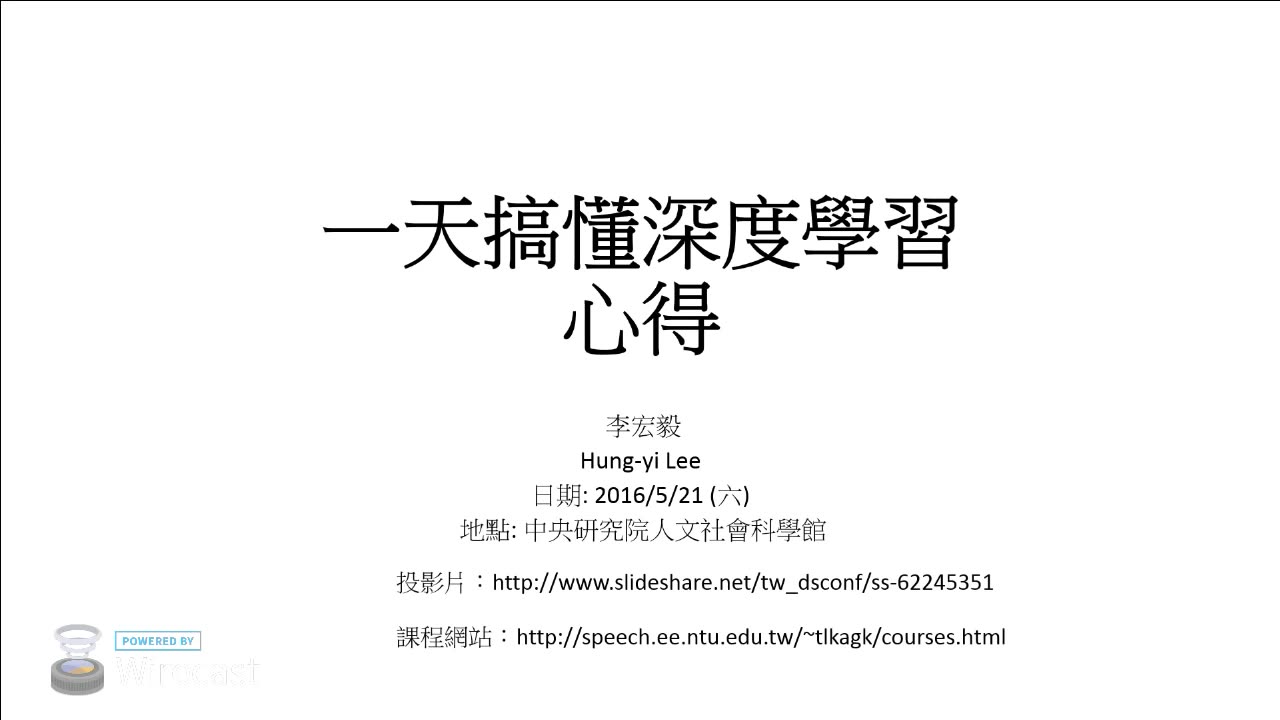 一天搞懂深度學習
心得
李宏毅
Hung-yi Lee
日期: 2016/5/21 (六)
地點: 中央研究院人文社會科學館
投影片：http://www.slideshare.net/tw_dsconf/ss-62245351
課程網站：http://speech.ee.ntu.edu.tw/~tlkagk/courses.html
POWERED BY
Wirecast